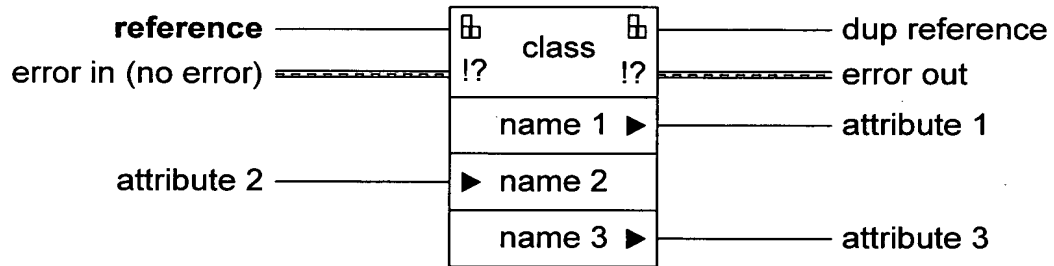 reference class dup reference
error in (no error) !? !? error out
name 1 attribute 1
attribute 2 name 2
name 3 attribute 3